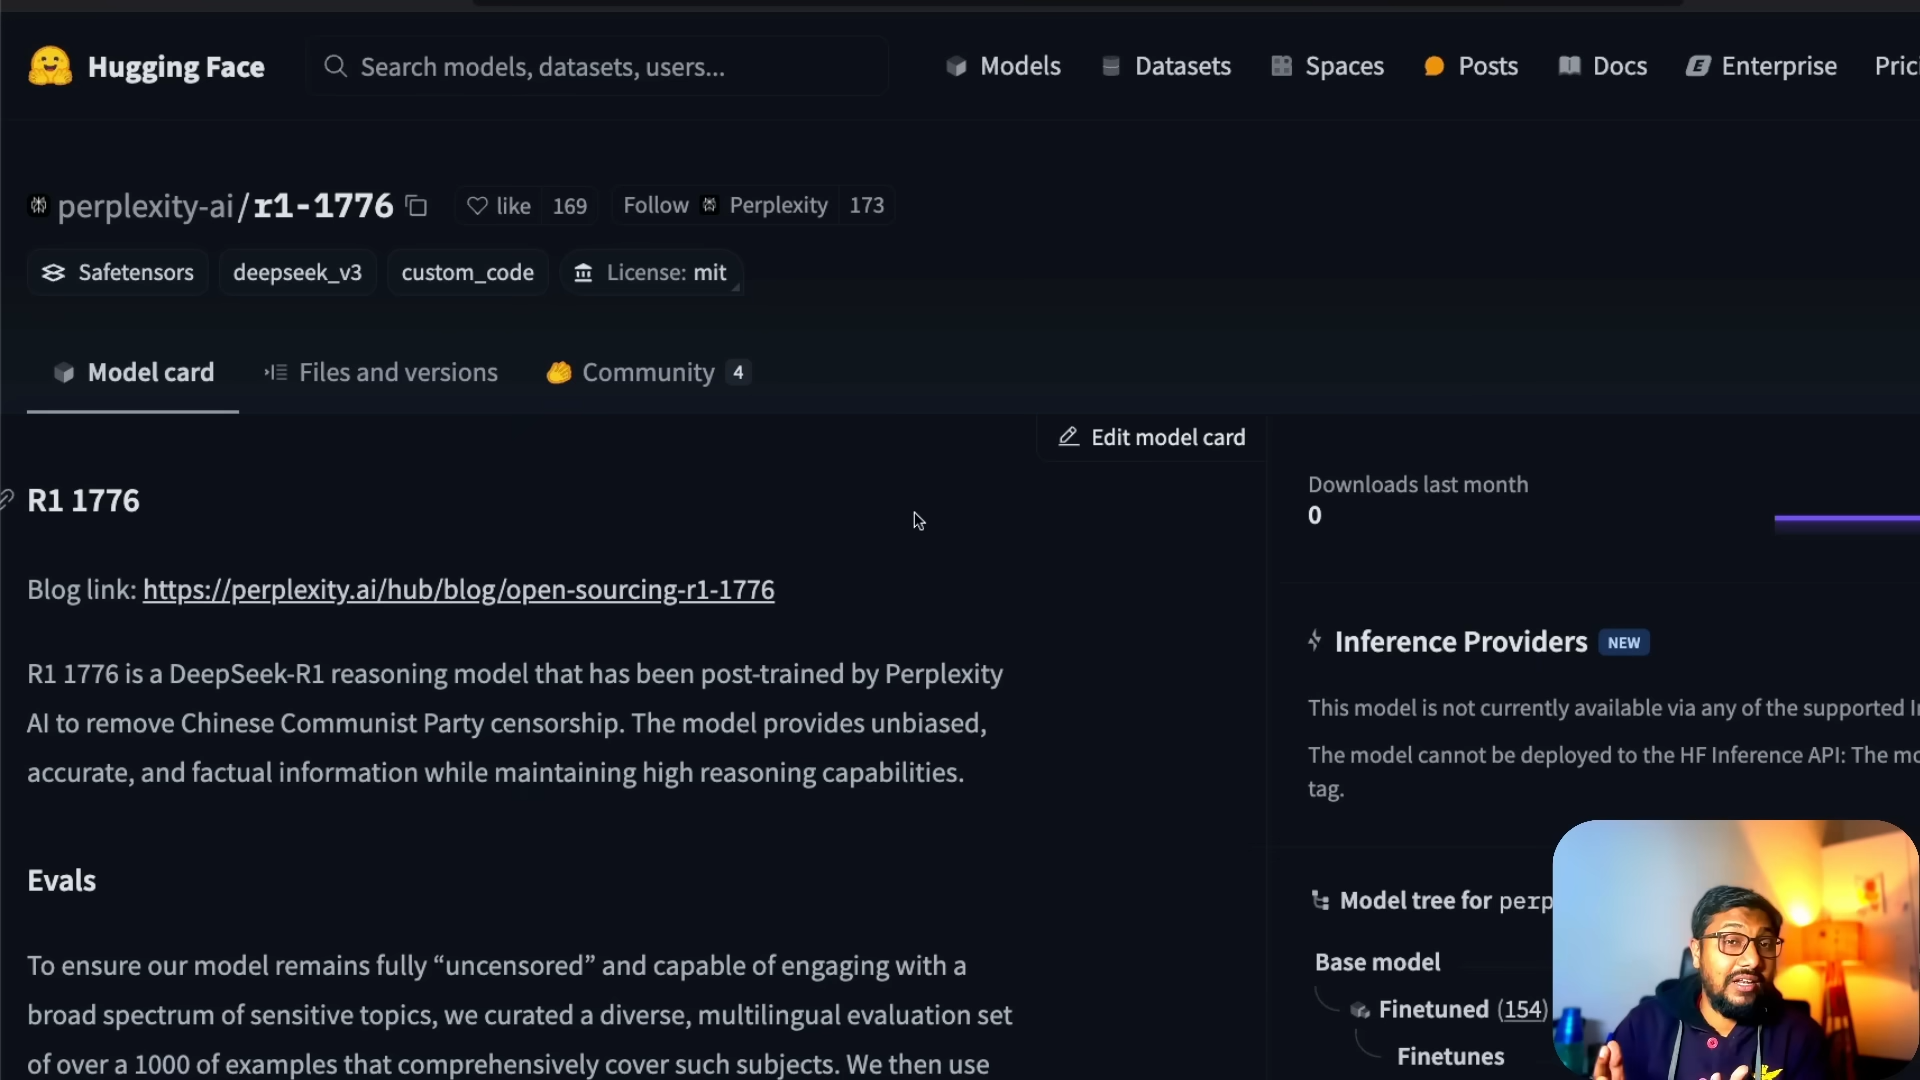 Hugging Face
Search models, datasets, users...
Models
Datasets
Spaces
Posts
Docs
Enterprise
perplexity-ai/r1-1776
like 169
Follow Perplexity 173
Safetensors
deepseek_v3
custom_code
License: mit
Model card
Files and versions
Community 4
Edit model card
R1 1776
Blog link: https://perplexity.ai/hub/blog/open-sourcing-r1-1776
R1 1776 is a DeepSeek-R1 reasoning model that has been post-trained by Perplexity
AI to remove Chinese Communist Party censorship. The model provides unbiased,
accurate, and factual information while maintaining high reasoning capabilities.
Evals
To ensure our model remains fully “uncensored” and capable of engaging with a
broad spectrum of sensitive topics, we curated a diverse, multilingual evaluation set
of over a 1000 of examples that comprehensively cover such subjects. We then use
Downloads last month
0
Inference Providers NEW
This model is not currently available via any of the supported
The model cannot be deployed to the HF Inference API: The
tag.
Model tree for
Base model
Finetuned (154)
Finetunes